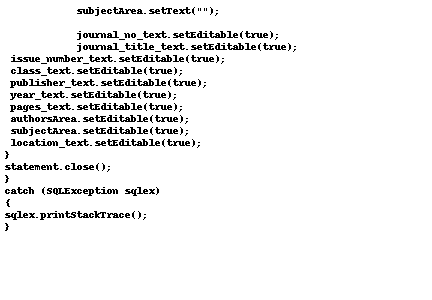 subjectArea.setText("");
journal_no_text.setEditable(true);
journal_title_text.setEditable(true);
issue_number_text.setEditable(true);
class_text.setEditable(true);
publisher_text.setEditable(true);
year_text.setEditable(true);
pages_text.setEditable(true);
authorsArea.setEditable(true);
subjectArea.setEditable(true);
location_text.setEditable(true);
}
statement.close();
}
catch (SQLException sqlex)
{
sqlex.printStackTrace();
}